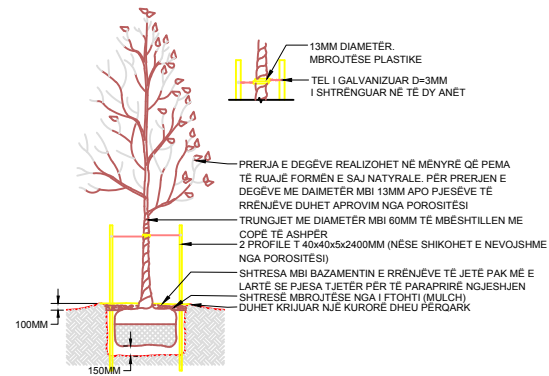 13MM DIAMETËR.
MBROJTËSE PLASTIKE
TEL I GALVANIZUAR D=3MM
I SHTRËNGUAR NË TË DY ANËT
PRERJA E DEGËVE REALIZOHET NË MËNYRË QË PEMA
TË RUAJË FORMËN E SAJ NATYRALE. PËR PRERJEN E
DEGËVE ME DAIMETËR MBI 13MM APO PJESËVE TË
RRËNJËVE DUHET APROVIM NGA POROSITËSI
TRUNGJET ME DIAMETËR MBI 60MM TË MBËSHTILLEN ME
COPË TË ASHPËR
2 PROFILE T 40x40x5x2400MM (NËSE SHIKOHET E NEVOJSHME
NGA POROSITËSI)
SHTRESA MBI BAZAMENTIN E RRËNJËVE TË JETË PAK MË E
LARTË SE PJESA TJETËR PËR TË PARAPRIRË NGJESHJEN
SHTRESË MBROJTËSE NGA I FTOHTI (MULCH)
DUHET KRIJUAR NJË KURORË DHEU PËRQARK
100MM
150MM